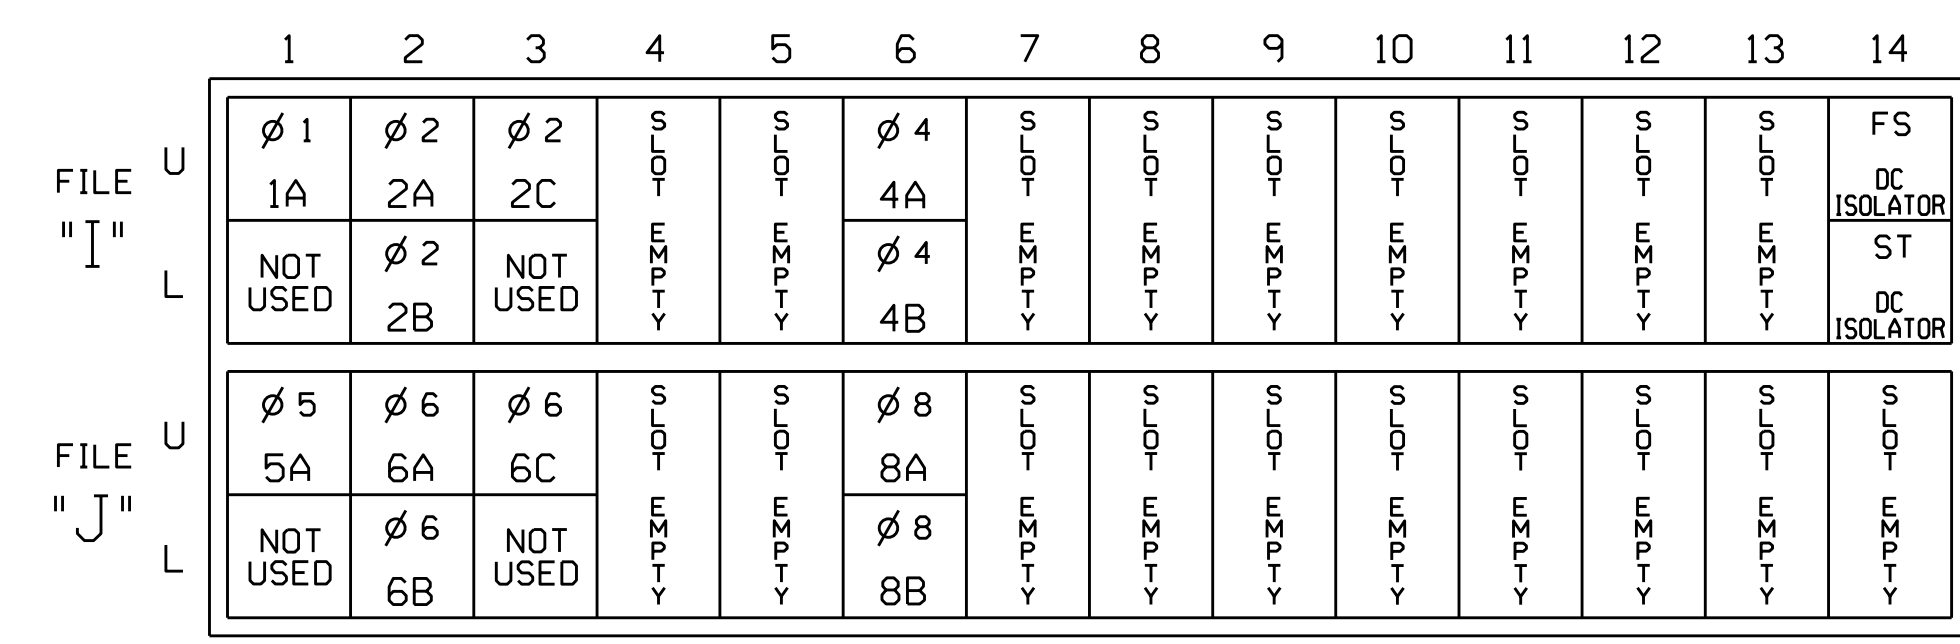 1 2 3 4 5 6 7 8 9 10 11 12 13 14
FILE
"I"
U
L
Ø 1
1A
NOT
USED
Ø 2
2A
Ø 2
2B
Ø 2
2C
NOT
USED
SLOT EMPTY
SLOT EMPTY
Ø 4
4A
Ø 4
4B
SLOT EMPTY
SLOT EMPTY
SLOT EMPTY
SLOT EMPTY
SLOT EMPTY
SLOT EMPTY
SLOT EMPTY
FS
DC
ISOLATOR
ST
DC
ISOLATOR
FILE
"J"
U
L
Ø 5
5A
NOT
USED
Ø 6
6A
Ø 6
6B
Ø 6
6C
NOT
USED
SLOT EMPTY
SLOT EMPTY
Ø 8
8A
Ø 8
8B
SLOT EMPTY
SLOT EMPTY
SLOT EMPTY
SLOT EMPTY
SLOT EMPTY
SLOT EMPTY
SLOT EMPTY
SLOT EMPTY